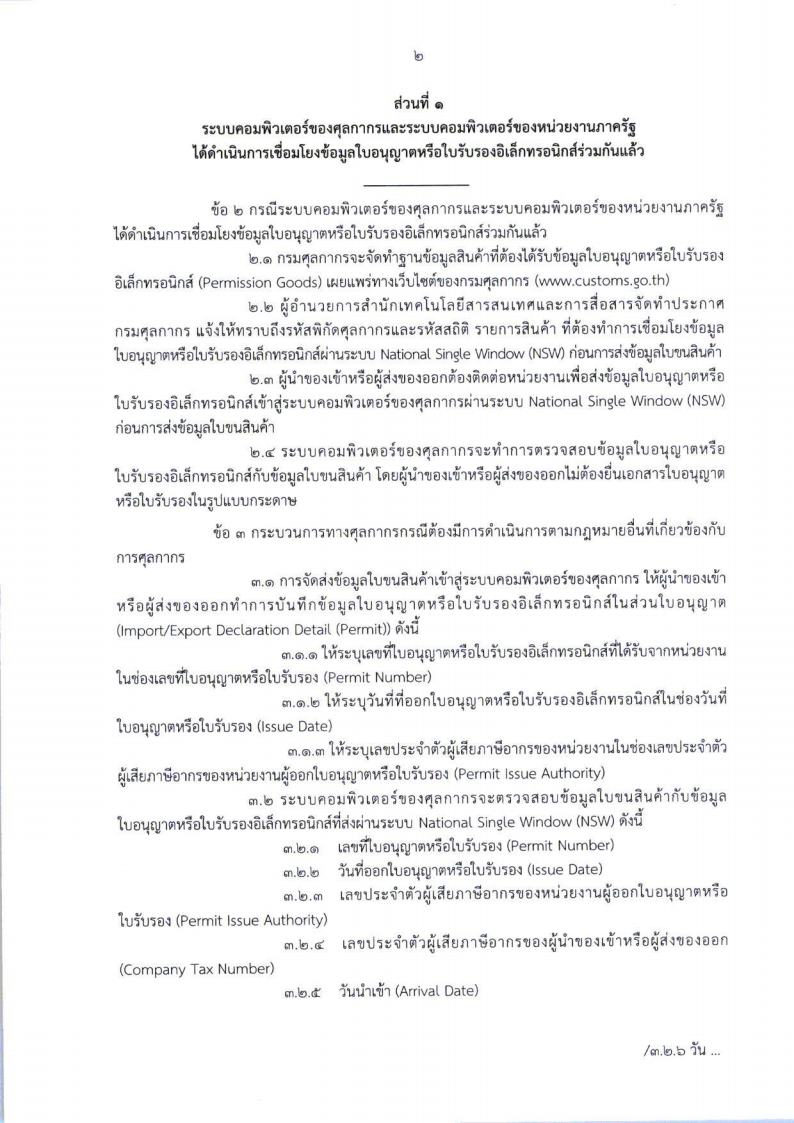 ๒
ส่วนที่ ๑
ระบบคอมพิวเตอร์ของศุลกากรและระบบคอมพิวเตอร์ของหน่วยงานภาครัฐ
ได้ดำเนินการเชื่อมโยงข้อมูลใบอนุญาตหรือใบรับรองอิเล็กทรอนิกส์ร่วมกันแล้ว
ข้อ ๒ กรณีระบบคอมพิวเตอร์ของศุลกากรและระบบคอมพิวเตอร์ของหน่วยงานภาครัฐ
ได้ดำเนินการเชื่อมโยงข้อมูลใบอนุญาตหรือใบรับรองอิเล็กทรอนิกส์ร่วมกันแล้ว
๒.๑ กรมศุลกากรจะจัดทำฐานข้อมูลสินค้าที่ต้องได้รับข้อมูลใบอนุญาตหรือใบรับรอง
อิเล็กทรอนิกส์ (Permission Goods) เผยแพร่ทางเว็บไซต์ของกรมศุลกากร (www.customs.go.th)
๒.๒ ผู้อำนวยการสำนักเทคโนโลยีสารสนเทศและการสื่อสารจัดทำประกาศ
กรมศุลกากร แจ้งให้ทราบถึงรหัสพิกัดศุลกากรและรหัสสถิติ รายการสินค้า ที่ต้องทำการเชื่อมโยงข้อมูล
ใบอนุญาตหรือใบรับรองอิเล็กทรอนิกส์ผ่านระบบ National Single Window (NSW) ก่อนการส่งข้อมูลใบขนสินค้า
๒.๓ ผู้นำของเข้าหรือผู้ส่งของออกต้องติดต่อหน่วยงานเพื่อส่งข้อมูลใบอนุญาตหรือ
ใบรับรองอิเล็กทรอนิกส์เข้าสู่ระบบคอมพิวเตอร์ของศุลกากรผ่านระบบ National Single Window (NSW)
ก่อนการส่งข้อมูลใบขนสินค้า
๒.๔ ระบบคอมพิวเตอร์ของศุลกากรจะทำการตรวจสอบข้อมูลใบอนุญาตหรือ
ใบรับรองอิเล็กทรอนิกส์กับข้อมูลใบขนสินค้า โดยผู้นำของเข้าหรือผู้ส่งของออกไม่ต้องยื่นเอกสารใบอนุญาต
หรือใบรับรองในรูปแบบกระดาษ
ข้อ ๓ กระบวนการทางศุลกากรกรณีต้องมีการดำเนินการตามกฎหมายอื่นที่เกี่ยวข้องกับ
การศุลกากร
๓.๑ การจัดส่งข้อมูลใบขนสินค้าเข้าสู่ระบบคอมพิวเตอร์ของศุลกากร ให้ผู้นำของเข้า
หรือผู้ส่งของออกทำการบันทึกข้อมูลใบอนุญาตหรือใบรับรองอิเล็กทรอนิกส์ในส่วนใบอนุญาต
(Import/Export Declaration Detail (Permit)) ดังนี้
๓.๑.๑ ให้ระบุเลขที่ใบอนุญาตหรือใบรับรองอิเล็กทรอนิกส์ที่ได้รับจากหน่วยงาน
ในช่องเลขที่ใบอนุญาตหรือใบรับรอง (Permit Number)
๓.๑.๒ ให้ระบุวันที่ที่ออกใบอนุญาตหรือใบรับรองอิเล็กทรอนิกส์ในช่องวันที่
ใบอนุญาตหรือใบรับรอง (Issue Date)
๓.๑.๓ ให้ระบุเลขประจำตัวผู้เสียภาษีอากรของหน่วยงานในช่องเลขประจำตัว
ผู้เสียภาษีอากรของหน่วยงานผู้ออกใบอนุญาตหรือใบรับรอง (Permit Issue Authority)
๓.๒ ระบบคอมพิวเตอร์ของศุลกากรจะตรวจสอบข้อมูลใบขนสินค้ากับข้อมูล
ใบอนุญาตหรือใบรับรองอิเล็กทรอนิกส์ที่ส่งผ่านระบบ National Single Window (NSW) ดังนี้
๓.๒.๑ เลขที่ใบอนุญาตหรือใบรับรอง (Permit Number)
๓.๒.๒ วันที่ออกใบอนุญาตหรือใบรับรอง (Issue Date)
๓.๒.๓ เลขประจำตัวผู้เสียภาษีอากรของหน่วยงานผู้ออกใบอนุญาตหรือ
ใบรับรอง (Permit Issue Authority)
๓.๒.๔ เลขประจำตัวผู้เสียภาษีอากรของผู้นำของเข้าหรือผู้ส่งของออก
(Company Tax Number)
๓.๒.๕ วันนำเข้า (Arrival Date)
/๓.๒.๖ วัน ...